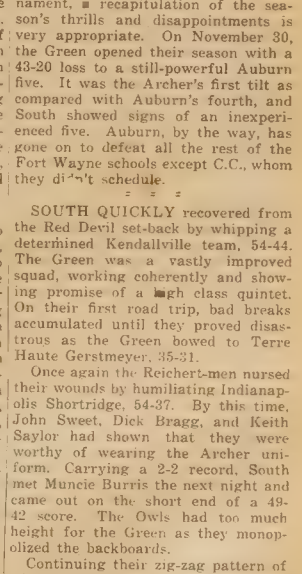 nament, a recapitulation of the sea-
son's thrills and disappointments is
very appropriate. On November 30,
the Green opened their season with a
43-20 loss to a still-powerful Auburn
five. It was the Archer's first tilt as
compared with Auburn's fourth, and
South showed signs of an inexperi-
enced five. Auburn, by the way, has
gone on to defeat all the rest of the
Fort Wayne schools except C.C., whom
they didn't schedule.
= = =
SOUTH QUICKLY recovered from
the Red Devil set-back by whipping a
determined Kendallville team, 54-44.
The Green was a vastly improved
squad, working coherently and show-
ing promise of a high class quintet.
On their first road trip, bad breaks
accumulated until they proved disas-
trous as the Green bowed to Terre
Haute Gerstmeyer, 35-31.
Once again the Reichert-men nursed
their wounds by humiliating Indianap-
olis Shortridge, 54-37. By this time,
John Sweet, Dick Bragg, and Keith
Saylor had shown that they were
worthy of wearing the Archer uni-
form. Carrying a 2-2 record, South
met Muncie Burris the next night and
came out on the short end of a 49-
42 score. The Owls had too much
height for the Green as they monop-
olized the backboards.
Continuing their zig-zag pattern of